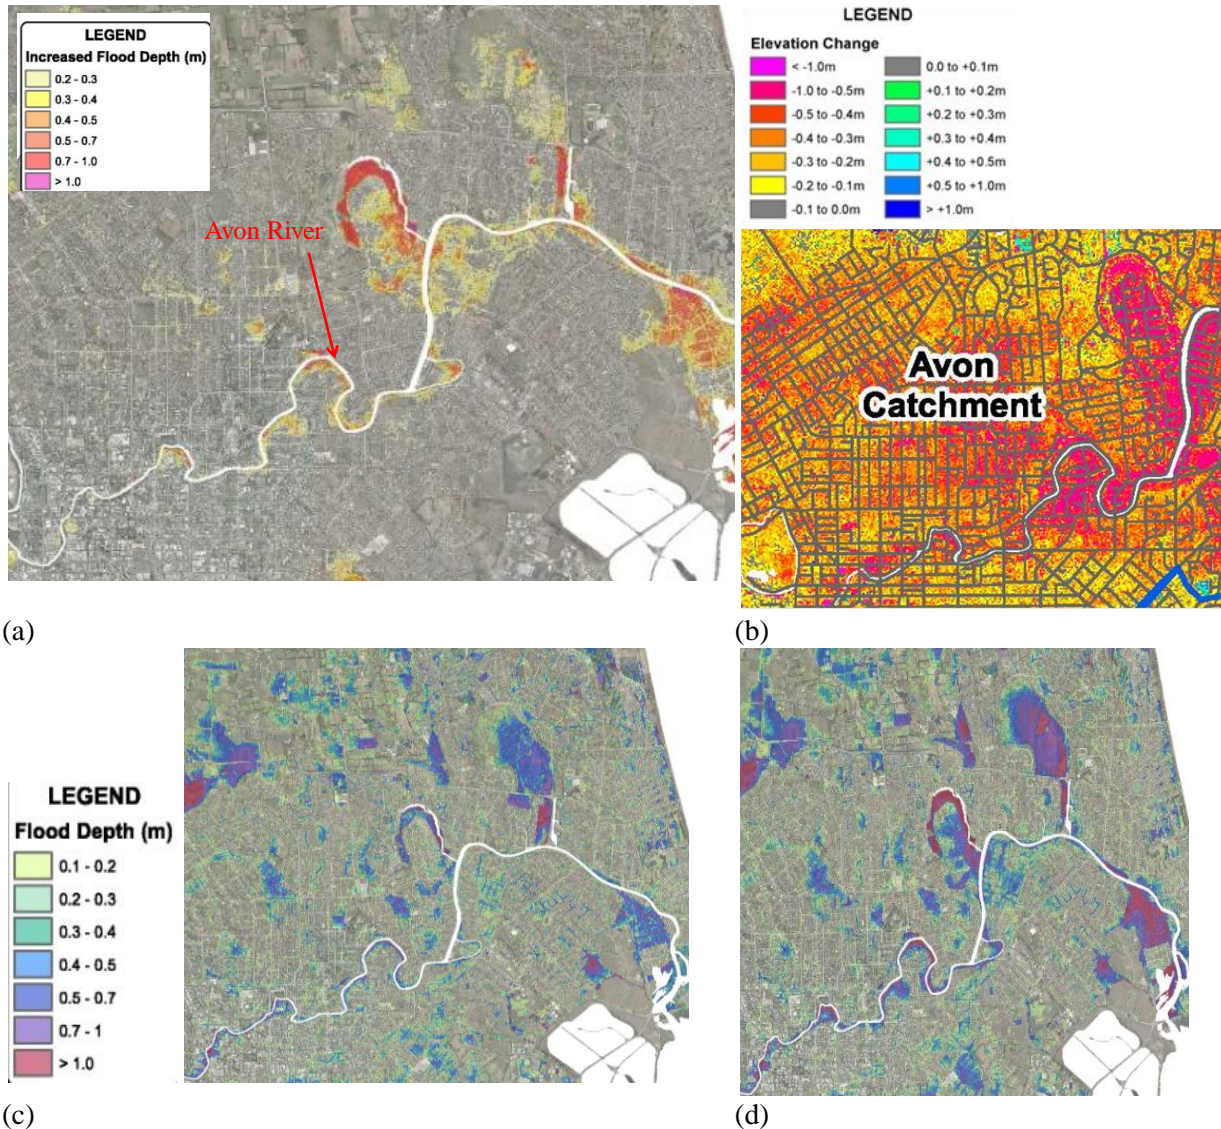 LEGEND
Increased Flood Depth (m)
0.2 - 0.3
0.3 - 0.4
0.4 - 0.5
0.5 - 0.7
0.7 - 1.0
> 1.0
Avon River
(a)
LEGEND
Elevation Change
< -1.0m
-1.0 to -0.5m
-0.5 to -0.4m
-0.4 to -0.3m
-0.3 to -0.2m
-0.2 to -0.1m
-0.1 to 0.0m
0.0 to +0.1m
+0.1 to +0.2m
+0.2 to +0.3m
+0.3 to +0.4m
+0.4 to +0.5m
+0.5 to +1.0m
> +1.0m
Avon
Catchment
(b)
LEGEND
Flood Depth (m)
0.1 - 0.2
0.2 - 0.3
0.3 - 0.4
0.4 - 0.5
0.5 - 0.7
0.7 - 1
> 1.0
(c)
(d)